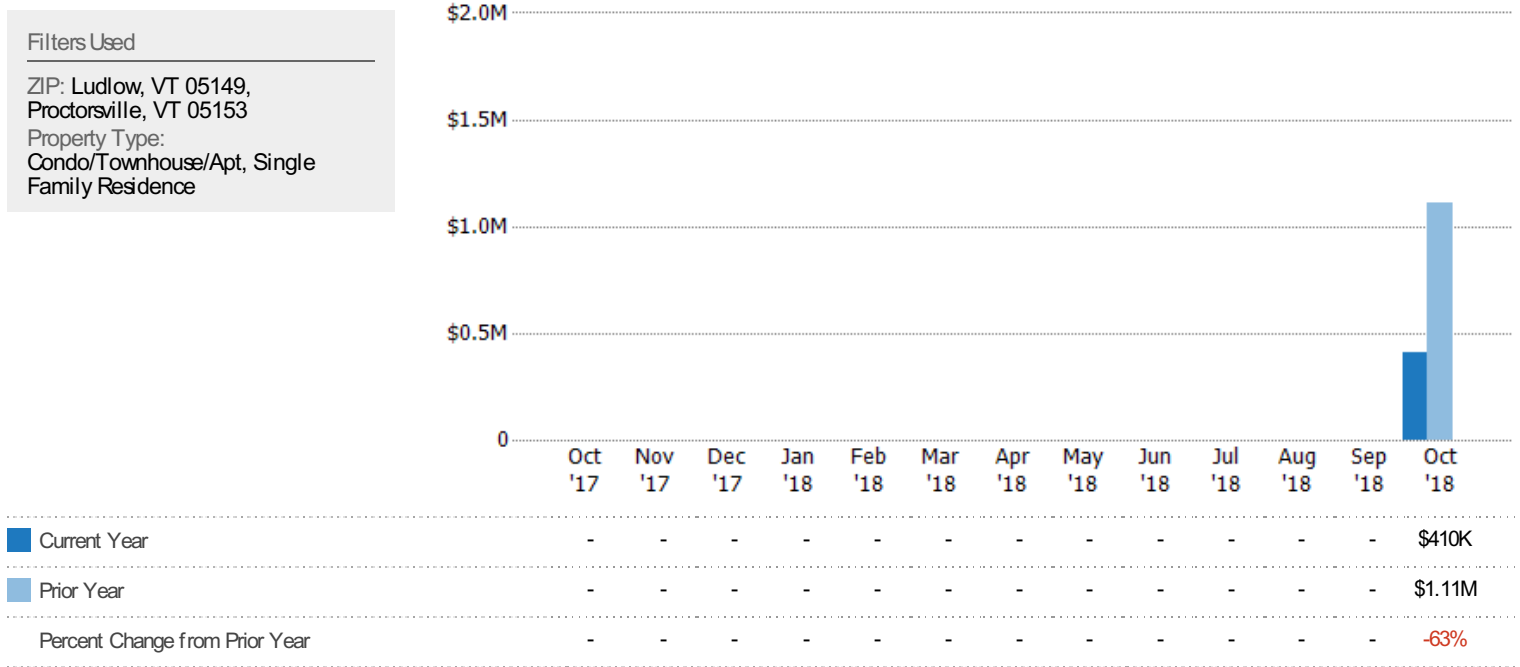 Filters Used
ZIP: Ludlow, VT 05149,
Proctorsville, VT 05153
Property Type:
Condo/Townhouse/Apt, Single
Family Residence
$2.0M
$1.5M
$1.0M
$0.5M
0
Oct Nov Dec Jan Feb Mar Apr May Jun Jul Aug Sep Oct
'17 '17 '17 '18 '18 '18 '18 '18 '18 '18 '18 '18 '18
Current Year - - - - - - - - - - - - $410K
Prior Year - - - - - - - - - - - - $1.11M
Percent Change from Prior Year - - - - - - - - - - - - -63%